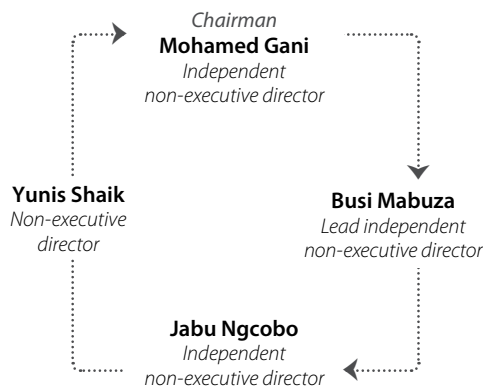 Chairman
Mohamed Gani
Independent
non-executive director
Yunis Shaik
Non-executive
director
Busi Mabuza
Lead independent
non-executive director
Jabu Ngcobo
Independent
non-executive director